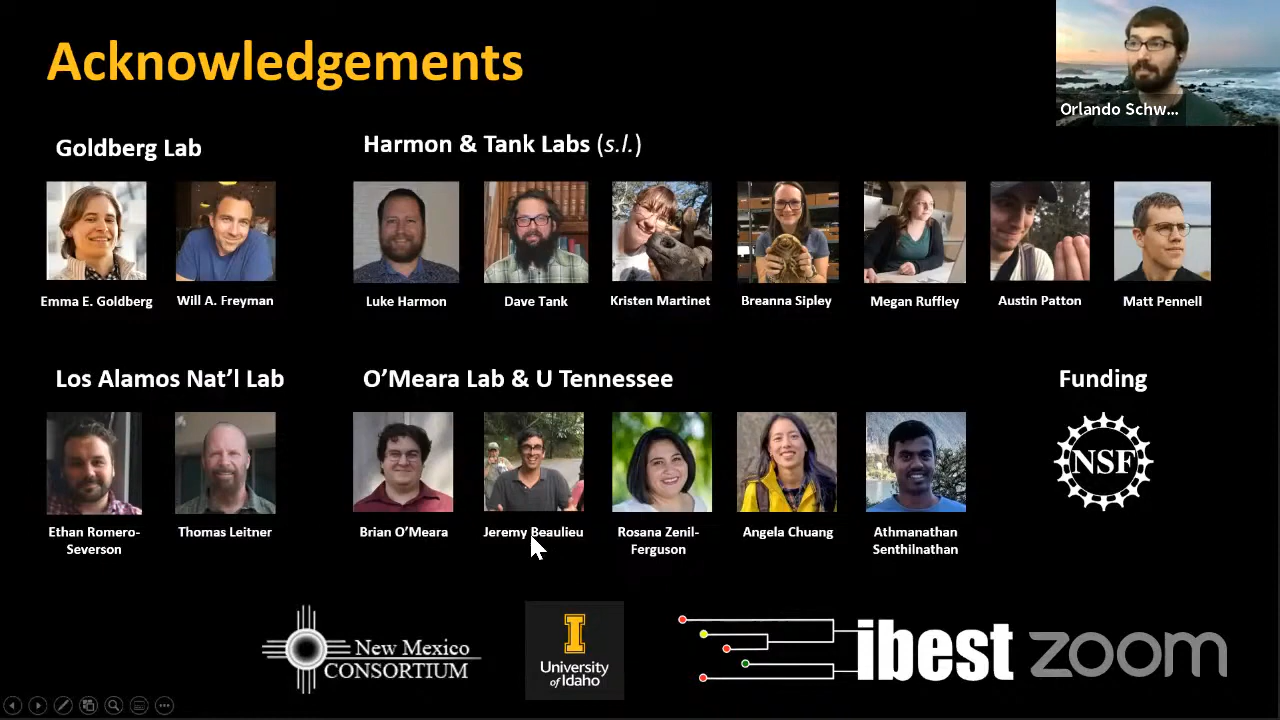 Acknowledgements
Orlando Schw...
Goldberg Lab
Harmon & Tank Labs (s.l.)
Emma E. Goldberg
Will A. Freyman
Luke Harmon
Dave Tank
Kristen Martinet
Breanna Sipley
Megan Ruffley
Austin Patton
Matt Pennell
Los Alamos Nat’l Lab
O’Meara Lab & U Tennessee
Funding
NSF
Ethan Romero-
Severson
Thomas Leitner
Brian O’Meara
Jeremy Beaulieu
Rosana Zenil-
Ferguson
Angela Chuang
Athmanathan
Senthilnathan
New Mexico
CONSORTIUM
I
University
of Idaho
ibest
zoom